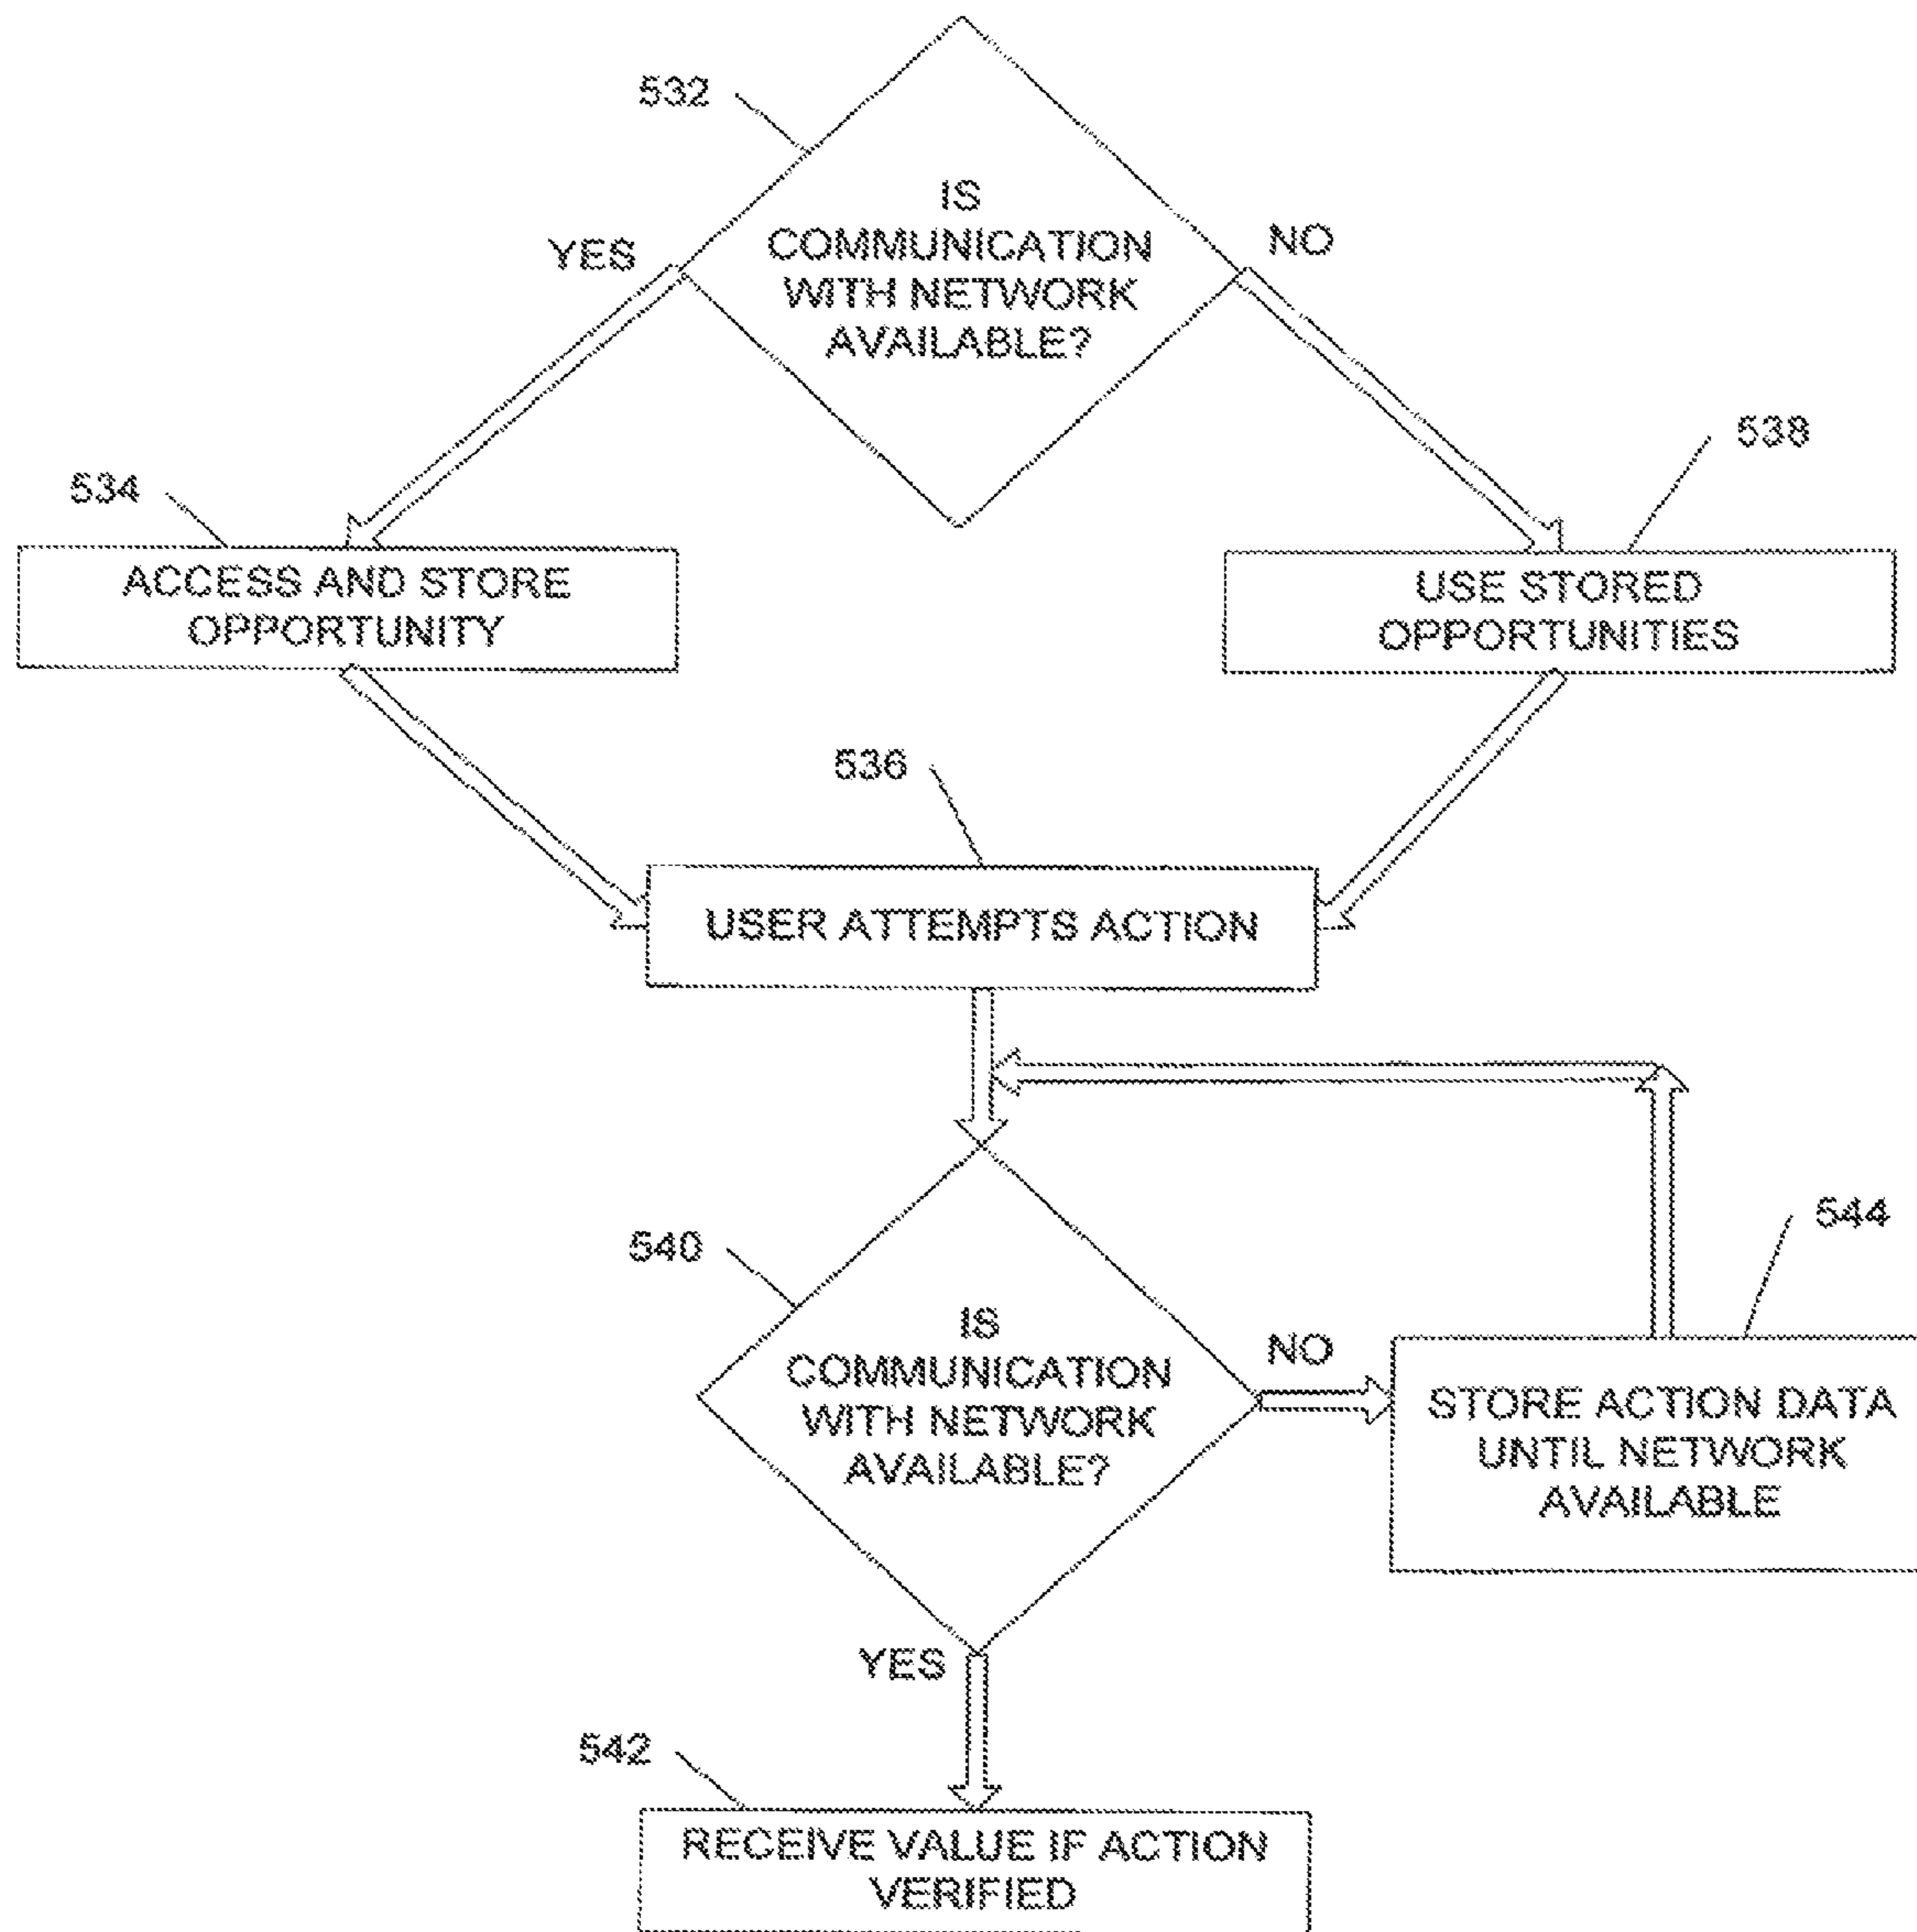 532
IS
COMMUNICATION
WITH NETWORK
AVAILABLE?
YES
NO
538
534
ACCESS AND STORE
OPPORTUNITY
USE STORED
OPPORTUNITIES
536
USER ATTEMPTS ACTION
544
540
IS
COMMUNICATION
WITH NETWORK
AVAILABLE?
NO
STORE ACTION DATA
UNTIL NETWORK
AVAILABLE
YES
542
RECEIVE VALUE IF ACTION
VERIFIED